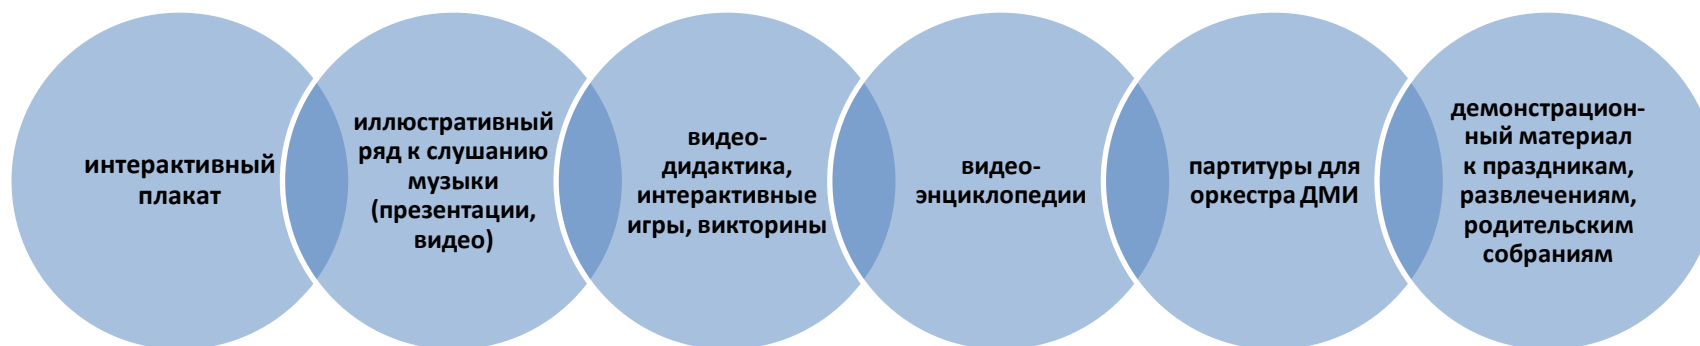 интерактивный
плакат
иллюстративный
ряд к слушанию
музыки
(презентации,
видео)
видео-
дидактика,
интерактивные
игры, викторины
видео-
энциклопедии
партитуры для
оркестра ДМИ
демонстрацион-
ный материал
к праздникам,
развлечениям,
родительским
собраниям